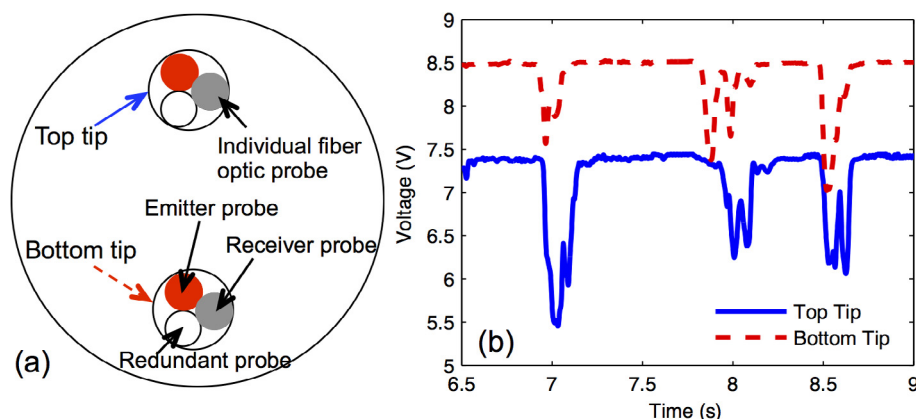 (a)
Top tip
Individual fiber
optic probe
Emitter probe
Bottom tip
Receiver probe
Redundant probe
(b)
Voltage (V)
9
8.5
8
7.5
7
6.5
6
5.5
5
6.5 7 7.5 8 8.5 9
Time (s)
Top Tip
Bottom Tip